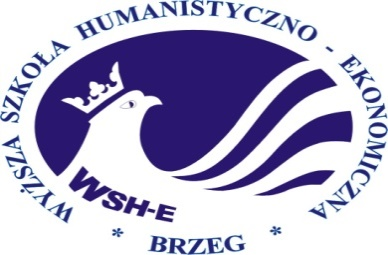 WYŻSZA SZKOŁA HUMANISTYCZNO - EKONOMICZNA
WSH-E
* BRZEG *